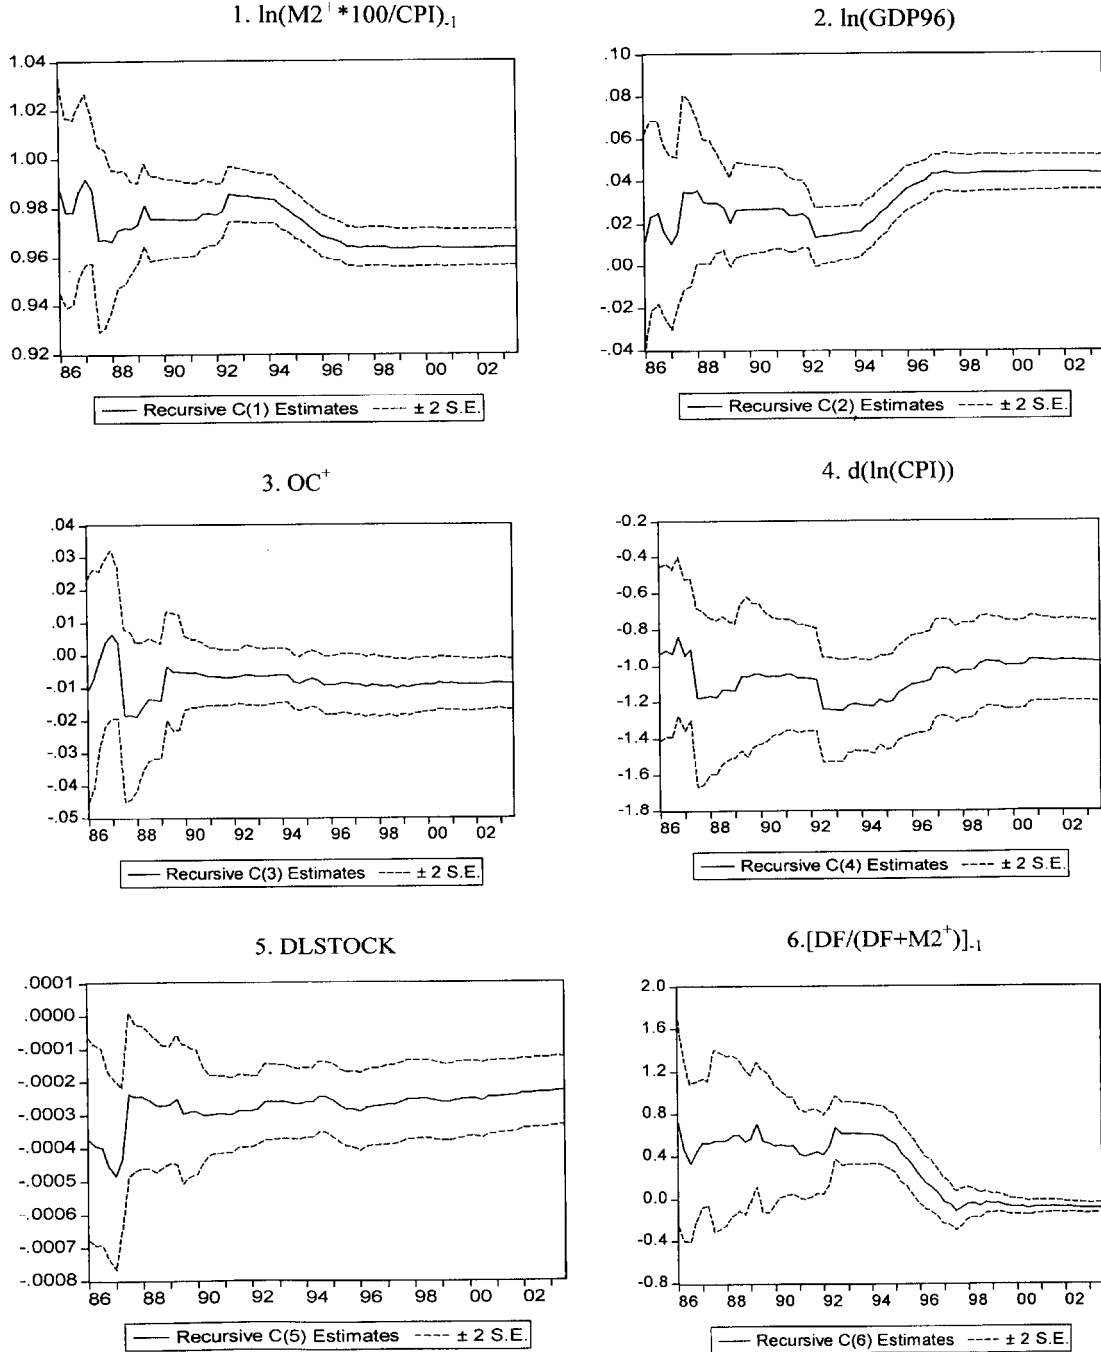 1. ln(M2⁺*100/CPI)₋₁
1.04
1.02
1.00
0.98
0.96
0.94
0.92
86 88 90 92 94 96 98 00 02
Recursive C(1) Estimates ± 2 S.E.
2. ln(GDP96)
.10
.08
.06
.04
.02
.00
-.02
-.04
86 88 90 92 94 96 98 00 02
Recursive C(2) Estimates ± 2 S.E.
3. OC⁺
.04
.03
.02
.01
.00
-.01
-.02
-.03
-.04
-.05
86 88 90 92 94 96 98 00 02
Recursive C(3) Estimates ± 2 S.E.
4. d(ln(CPI))
-0.2
-0.4
-0.6
-0.8
-1.0
-1.2
-1.4
-1.6
-1.8
86 88 90 92 94 96 98 00 02
Recursive C(4) Estimates ± 2 S.E.
5. DLSTOCK
.0001
.0000
-.0001
-.0002
-.0003
-.0004
-.0005
-.0006
-.0007
-.0008
86 88 90 92 94 96 98 00 02
Recursive C(5) Estimates ± 2 S.E.
6.[DF/(DF+M2⁺)]₋₁
2.0
1.6
1.2
0.8
0.4
0.0
-0.4
-0.8
86 88 90 92 94 96 98 00 02
Recursive C(6) Estimates ± 2 S.E.